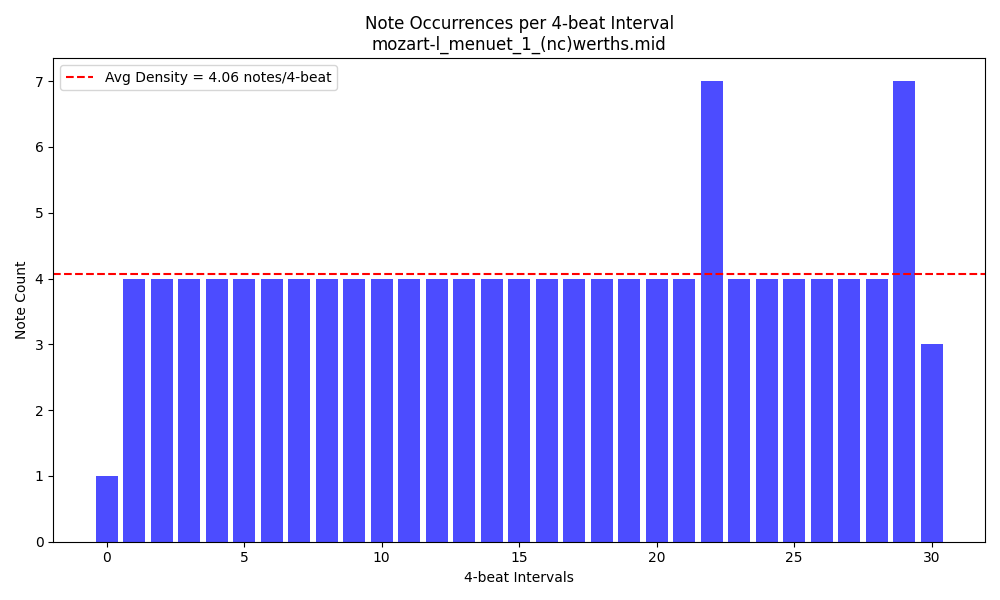 Note Occurrences per 4-beat Interval
mozart-l_menuet_1_(nc)werths.mid
Avg Density = 4.06 notes/4-beat
Note Count
7
6
5
4
3
2
1
0
0 5 10 15 20 25 30
4-beat Intervals